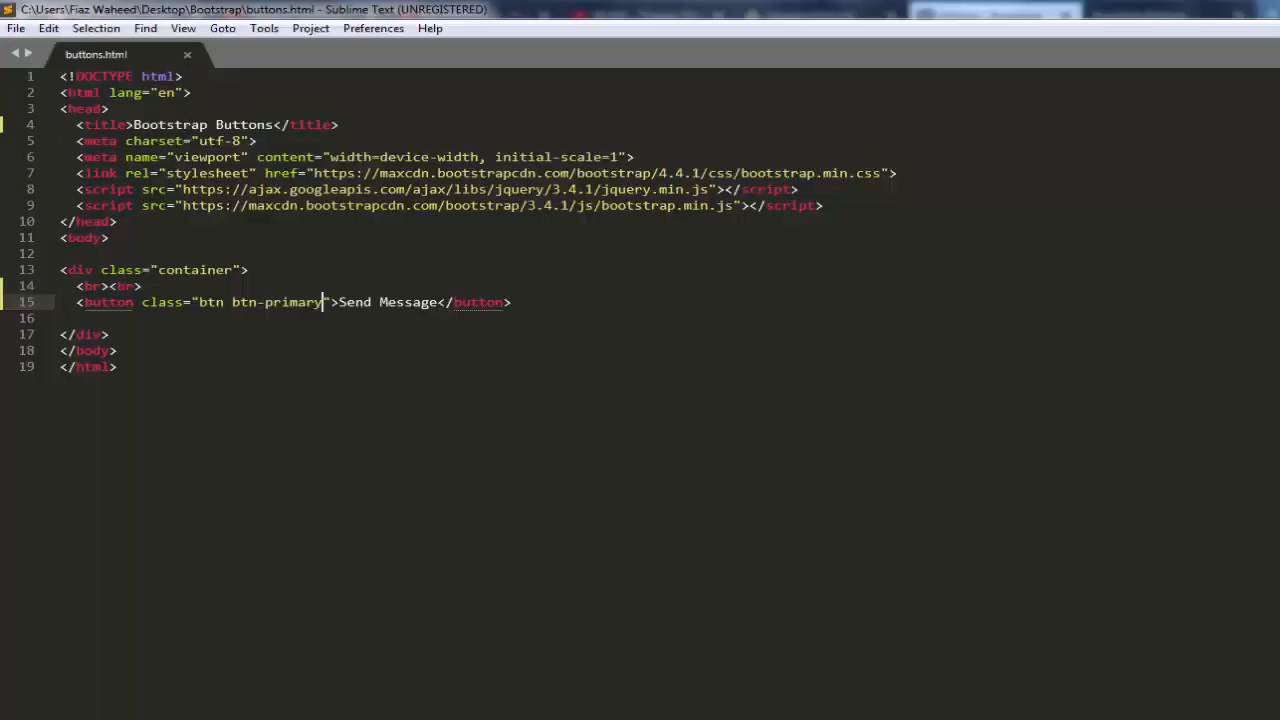 C:\Users\Fiaz Waheed\Desktop\Bootstrap\buttons.html - Sublime Text (UNREGISTERED)
File Edit Selection Find View Goto Tools Project Preferences Help
buttons.html
1 <!DOCTYPE html>
2 <html lang="en">
3 <head>
4 <title>Bootstrap Buttons</title>
5 <meta charset="utf-8">
6 <meta name="viewport" content="width=device-width, initial-scale=1">
7 <link rel="stylesheet" href="https://maxcdn.bootstrapcdn.com/bootstrap/4.4.1/css/bootstrap.min.css">
8 <script src="https://ajax.googleapis.com/ajax/libs/jquery/3.4.1/jquery.min.js"></script>
9 <script src="https://maxcdn.bootstrapcdn.com/bootstrap/3.4.1/js/bootstrap.min.js"></script>
10 </head>
11 <body>
12
13 <div class="container">
14 <br><br>
15 <button class="btn btn-primary">Send Message</button>
16
17 </div>
18 </body>
19 </html>